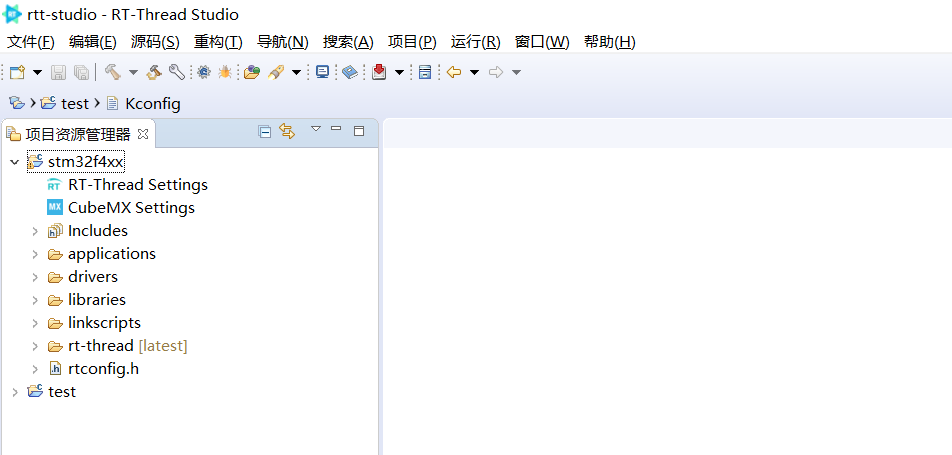 rtt-studio - RT-Thread Studio
文件(F) 编辑(E) 源码(S) 重构(T) 导航(N) 搜索(A) 项目(P) 运行(R) 窗口(W) 帮助(H)
test Kconfig
项目资源管理器
stm32f4xx
RT-Thread Settings
CubeMX Settings
Includes
applications
drivers
libraries
linkscripts
rt-thread [latest]
rtconfig.h
test